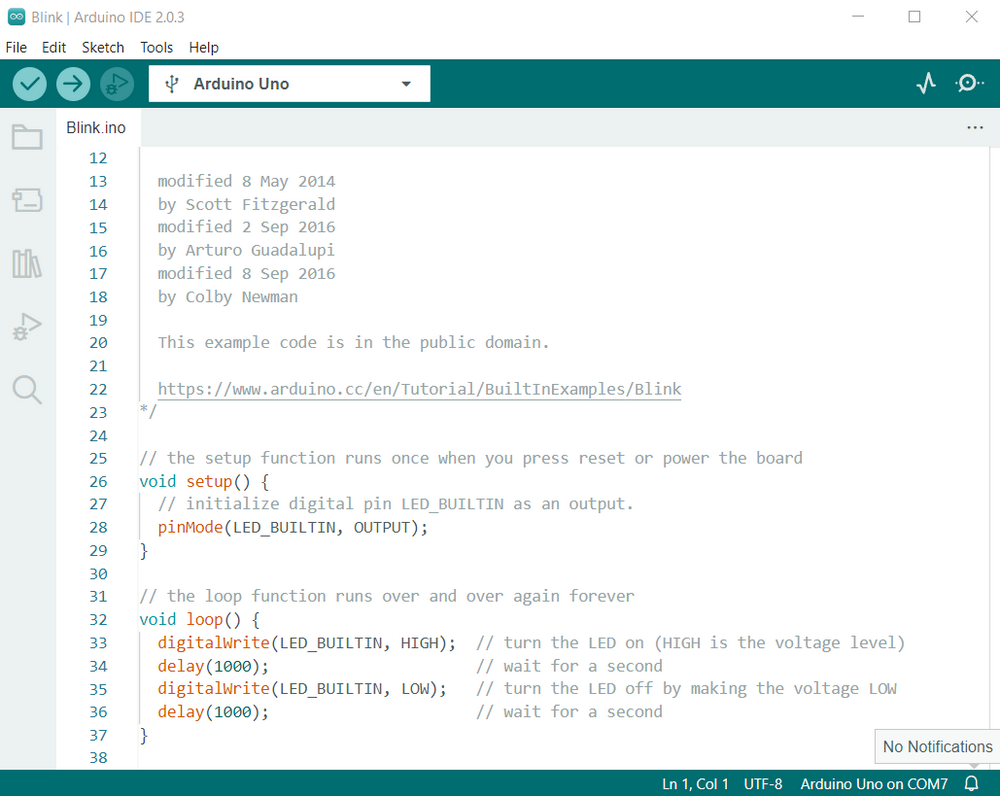 Blink | Arduino IDE 2.0.3
File Edit Sketch Tools Help
Arduino Uno
Blink.ino
12
13 modified 8 May 2014
14 by Scott Fitzgerald
15 modified 2 Sep 2016
16 by Arturo Guadalupi
17 modified 8 Sep 2016
18 by Colby Newman
19
20 This example code is in the public domain.
21
22 https://www.arduino.cc/en/Tutorial/BuiltInExamples/Blink
23 */
24
25 // the setup function runs once when you press reset or power the board
26 void setup() {
27 // initialize digital pin LED_BUILTIN as an output.
28 pinMode(LED_BUILTIN, OUTPUT);
29 }
30
31 // the loop function runs over and over again forever
32 void loop() {
33 digitalWrite(LED_BUILTIN, HIGH); // turn the LED on (HIGH is the voltage level)
34 delay(1000); // wait for a second
35 digitalWrite(LED_BUILTIN, LOW); // turn the LED off by making the voltage LOW
36 delay(1000); // wait for a second
37 }
38
No Notifications
Ln 1, Col 1 UTF-8 Arduino Uno on COM7